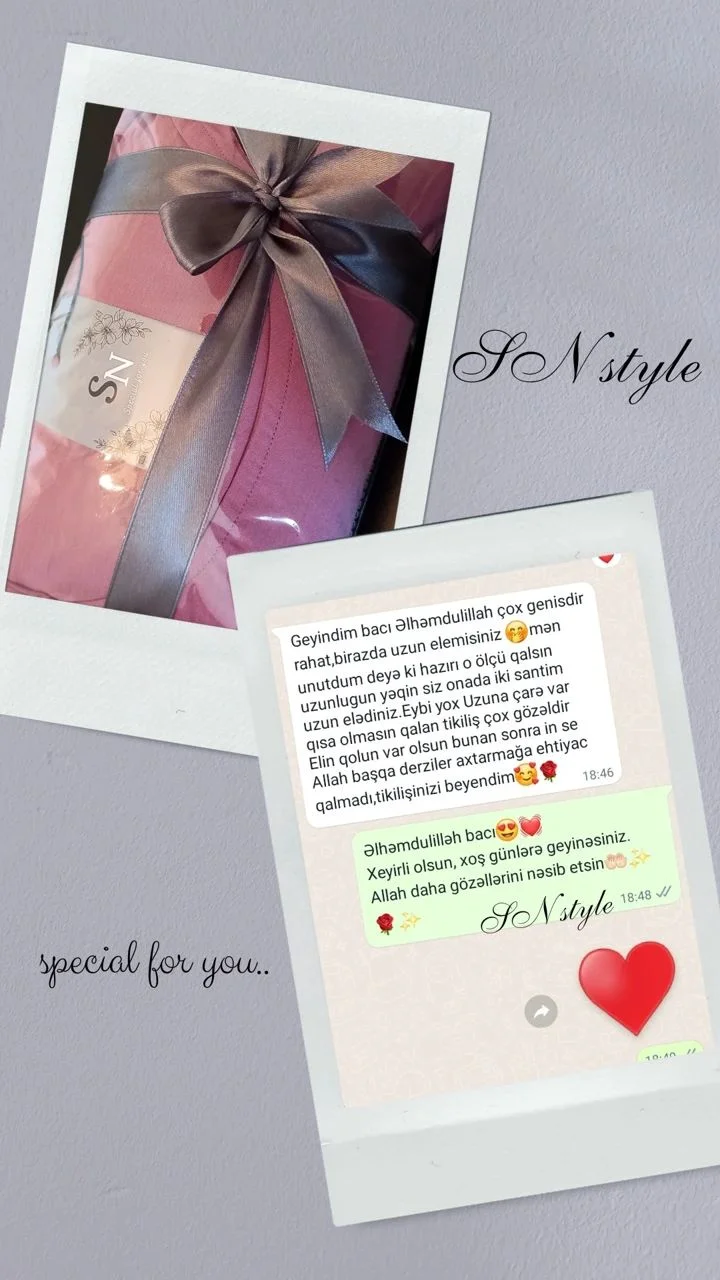 SN
SN style
Geyindim bacı Əlhəmdulillah çox genisdir
rahat,birazda uzun elemisiniz 🤭mən
unutdum deyə ki hazırı o ölçü qalsın
uzunlugun yəqin siz onada iki santim
uzun elədiniz.Eybi yox Uzuna çarə var
qısa olmasın qalan tikiliş çox gözəldir
Elin qolun var olsun bunan sonra in se
Allah başqa derziler axtarmağa ehtiyac
qalmadı,tikilişinizi beyendim🥰🌹 18:46
Əlhəmdulilləh bacı😍💓
Xeyirli olsun, xoş günlərə geyinəsiniz.
Allah daha gözəllərini nəsib etsin🤲🏻✨
🌹✨ SN style 18:48
special for you..
18:49